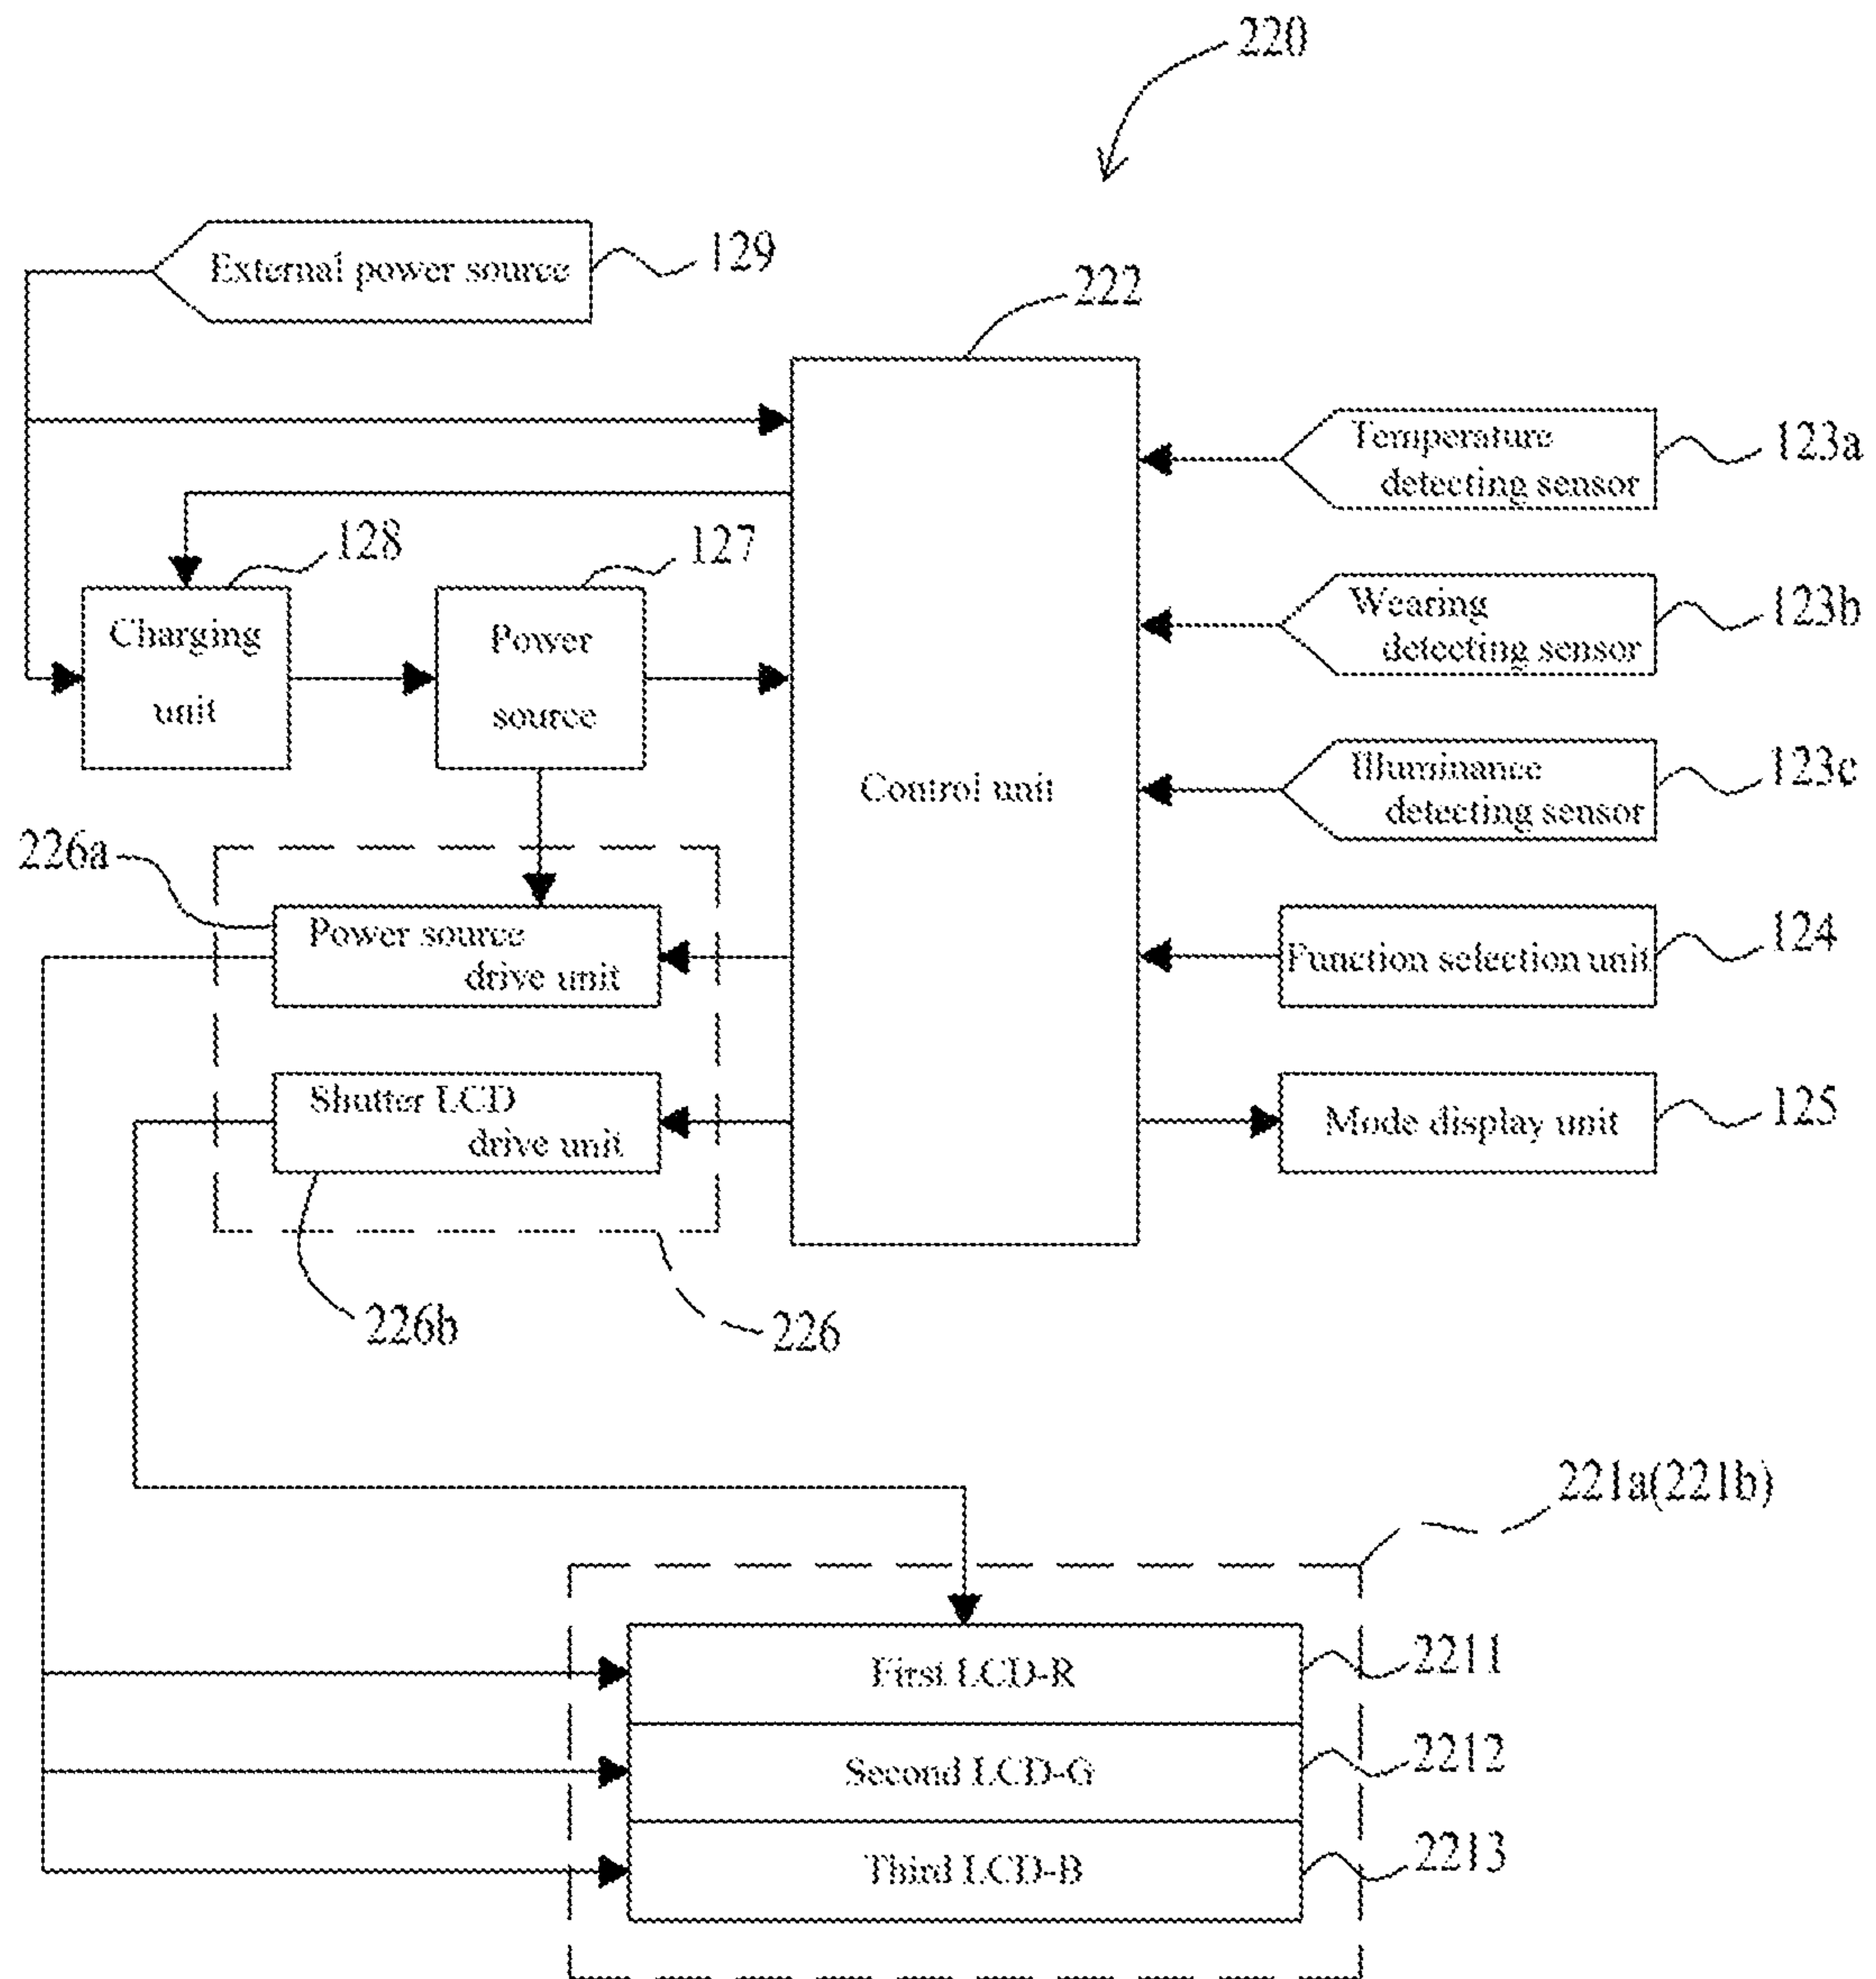 220
External power source
129
222
Temperature
detecting sensor
123a
128
127
Charging
unit
Power
source
Wearing
detecting sensor
123b
Control unit
Illuminance
detecting sensor
123c
226a
Power source
drive unit
Function selection unit
124
Shutter LCD
drive unit
Mode display unit
125
226b
226
221a(221b)
First LCD-R
2211
Second LCD-G
2212
Third LCD-B
2213